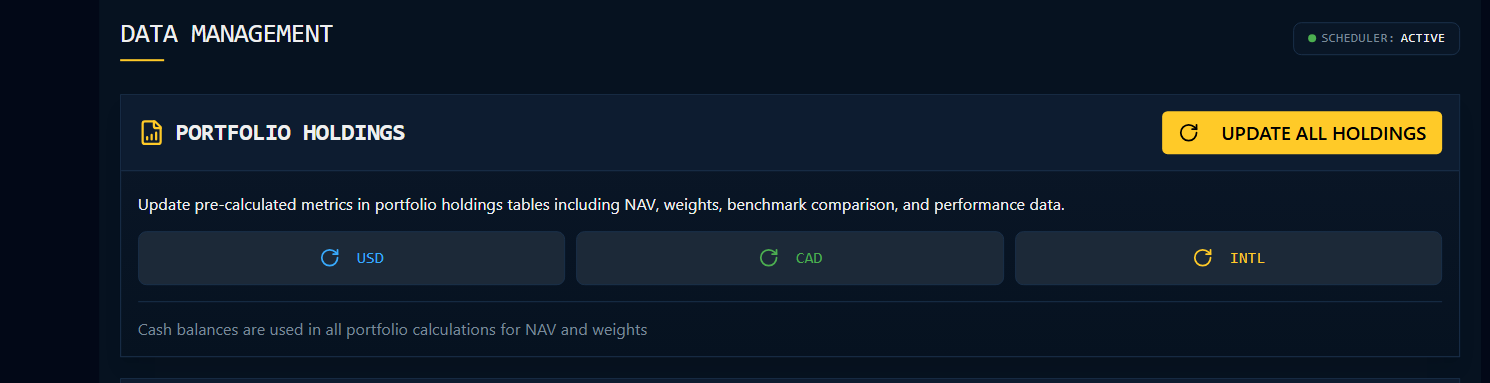 DATA MANAGEMENT
SCHEDULER: ACTIVE
PORTFOLIO HOLDINGS
UPDATE ALL HOLDINGS
Update pre-calculated metrics in portfolio holdings tables including NAV, weights, benchmark comparison, and performance data.
USD
CAD
INTL
Cash balances are used in all portfolio calculations for NAV and weights